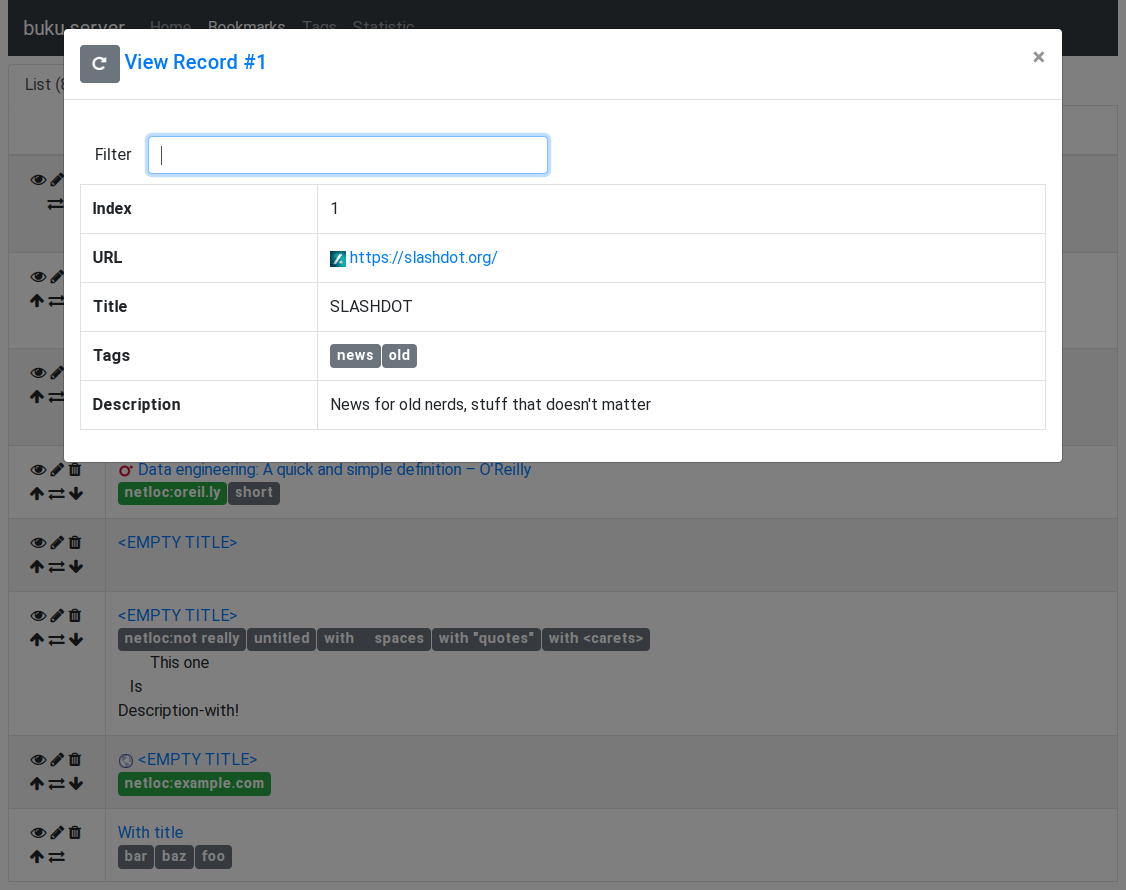 buku server Home Bookmarks Tags Statistic
List (8
View Record #1 ×
Filter
Index 1
URL https://slashdot.org/
Title SLASHDOT
Tags news old
Description News for old nerds, stuff that doesn't matter
Data engineering: A quick and simple definition – O'Reilly
netloc:oreil.ly short
<EMPTY TITLE>
<EMPTY TITLE>
netloc:not really untitled with     spaces with "quotes" with <carets>
This one
Is
Description-with!
<EMPTY TITLE>
netloc:example.com
With title
bar baz foo